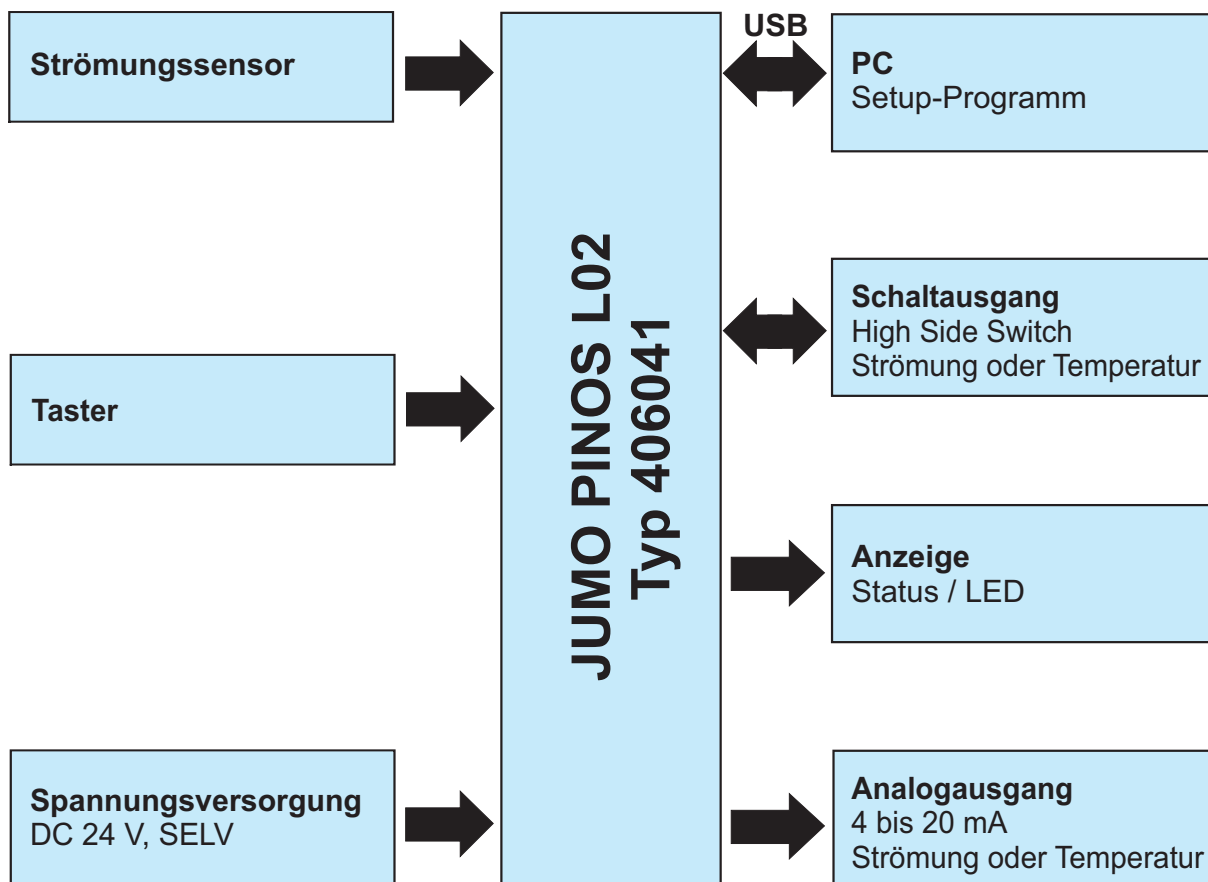 Strömungssensor
Taster
Spannungsversorgung
DC 24 V, SELV
JUMO PINOS L02
Typ 406041
USB
PC
Setup-Programm
Schaltausgang
High Side Switch
Strömung oder Temperatur
Anzeige
Status / LED
Analogausgang
4 bis 20 mA
Strömung oder Temperatur